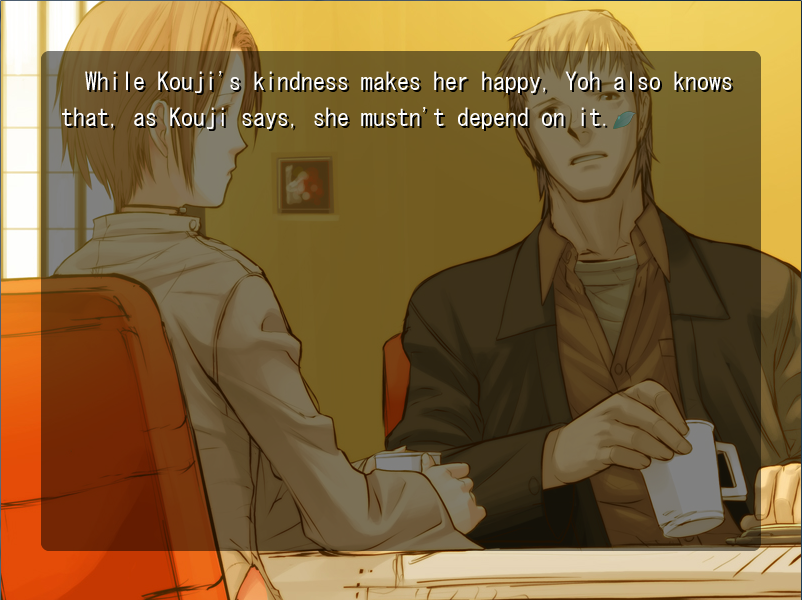 While Kouji's kindness makes her happy, Yoh also knows
that, as Kouji says, she mustn't depend on it.